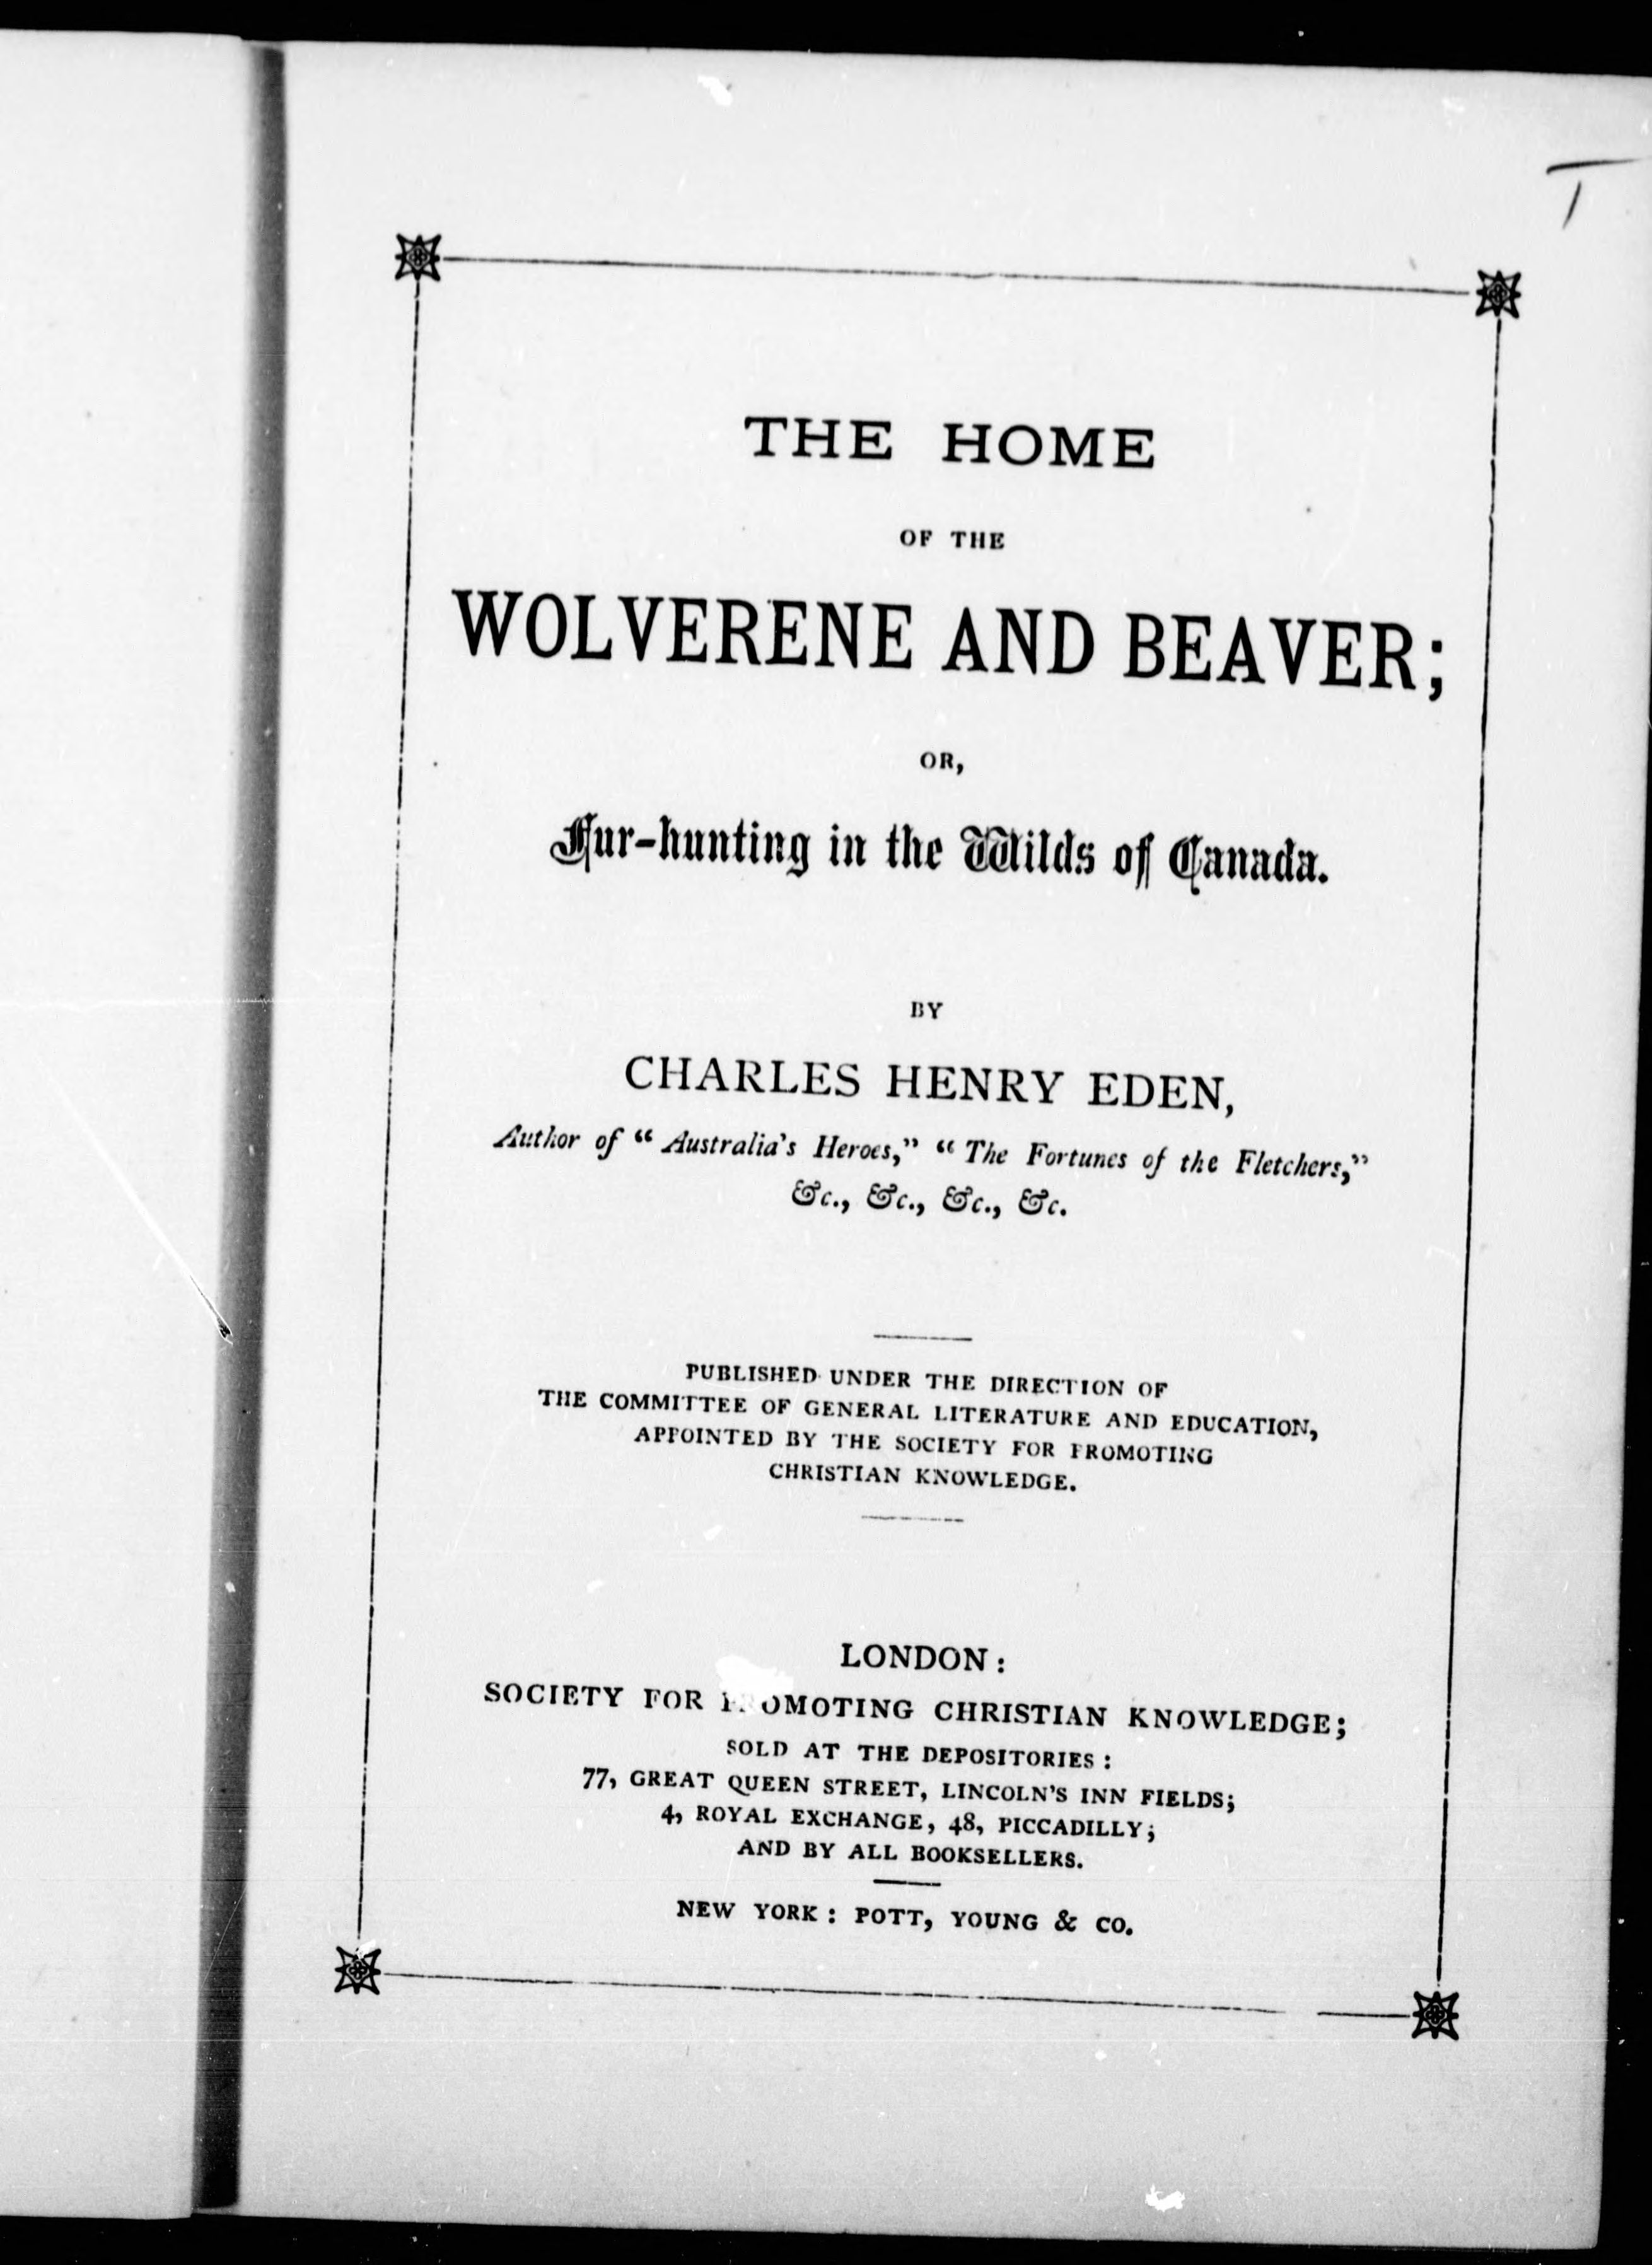 THE HOME
OF THE
WOLVERENE AND BEAVER;
OR,
Fur-hunting in the Wilds of Canada.
BY
CHARLES HENRY EDEN,
Author of "Australia's Heroes," "The Fortunes of the Fletchers,"
&c., &c., &c., &c.
PUBLISHED UNDER THE DIRECTION OF
THE COMMITTEE OF GENERAL LITERATURE AND EDUCATION,
APPOINTED BY THE SOCIETY FOR PROMOTING
CHRISTIAN KNOWLEDGE.
LONDON:
SOCIETY FOR PROMOTING CHRISTIAN KNOWLEDGE;
SOLD AT THE DEPOSITORIES:
77, GREAT QUEEN STREET, LINCOLN'S INN FIELDS;
4, ROYAL EXCHANGE, 48, PICCADILLY;
AND BY ALL BOOKSELLERS.
NEW YORK: POTT, YOUNG & CO.